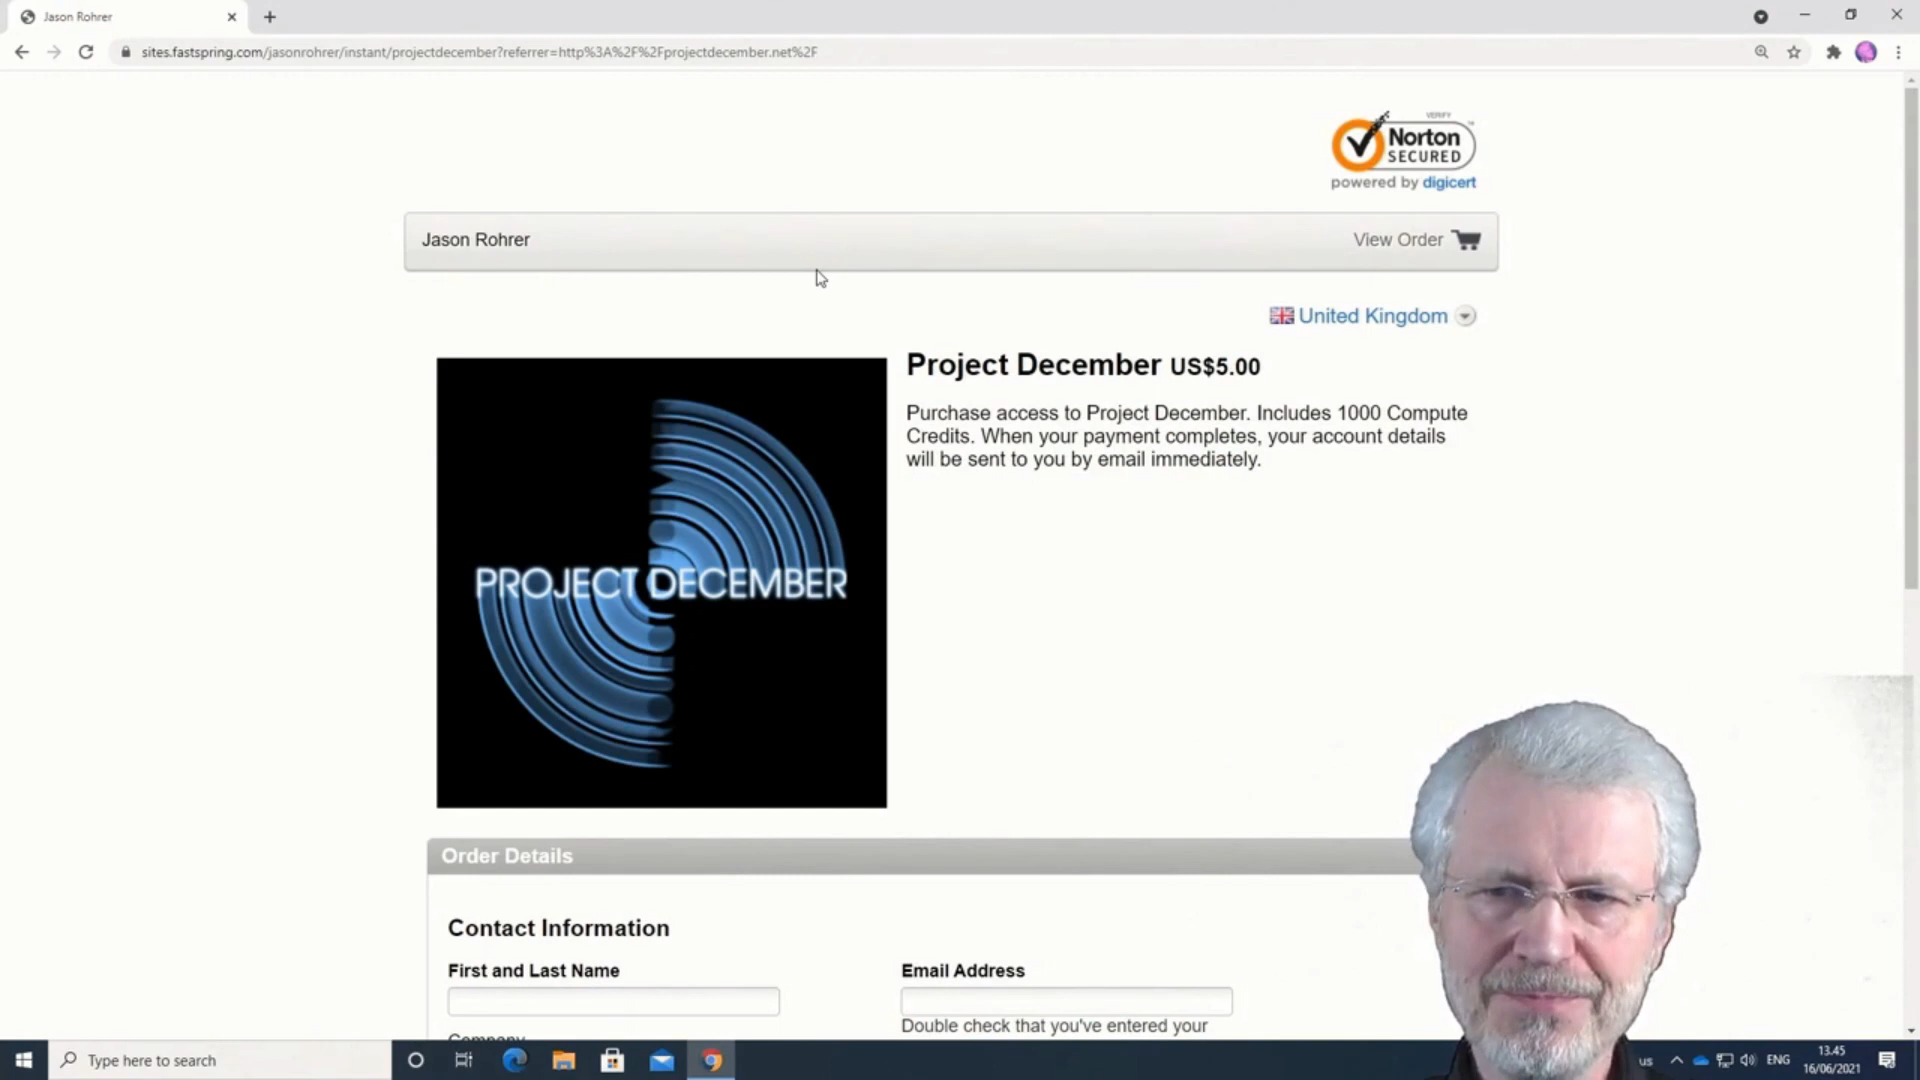 Jason Rohrer
sites.fastspring.com/jasonrohrer/instant/projectdecember?referrer=http%3A%2F%2Fprojectdecember.net%2F
VERIFY
Norton
SECURED
powered by digicert
Jason Rohrer
View Order
United Kingdom
Project December US$5.00
Purchase access to Project December. Includes 1000 Compute
Credits. When your payment completes, your account details
will be sent to you by email immediately.
PROJECT DECEMBER
Order Details
Contact Information
First and Last Name
Email Address
Double check that you've entered your
Company
Type here to search
us
ENG
13.45
16/06/2021